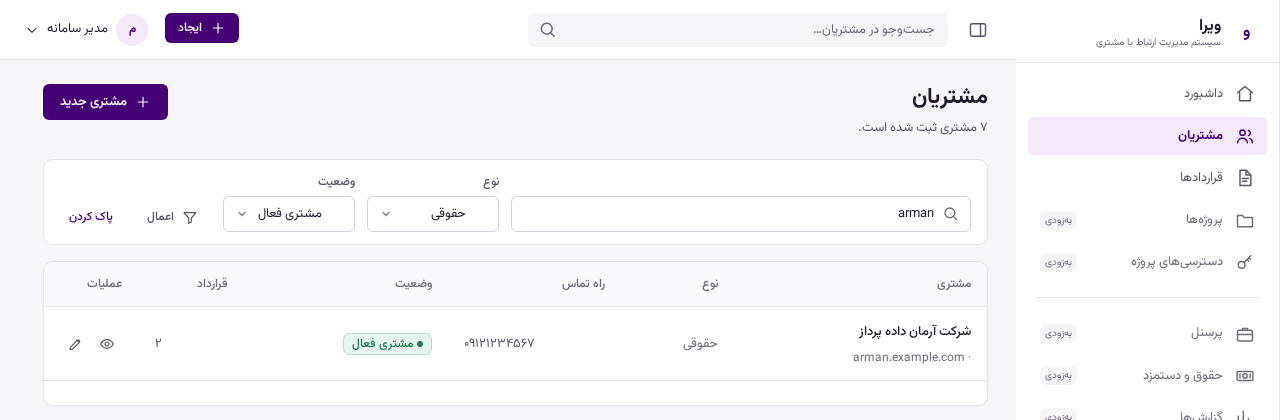 و
ویرا
سیستم مدیریت ارتباط با مشتری
داشبورد
مشتریان
قراردادها
پروژه‌ها
به‌زودی
دسترسی‌های پروژه
به‌زودی
پرسنل
به‌زودی
حقوق و دستمزد
به‌زودی
گزارش‌ها
به‌زودی
جست‌وجو در مشتریان...
ایجاد
م
مدیر سامانه
مشتریان
۷ مشتری ثبت شده است.
مشتری جدید
نوع
وضعیت
arman
حقوقی
مشتری فعال
اعمال
پاک کردن
مشتری نوع راه تماس وضعیت قرارداد عملیات
شرکت آرمان داده پرداز
· arman.example.com
حقوقی
۰۹۱۲۱۲۳۴۵۶۷
مشتری فعال
۲